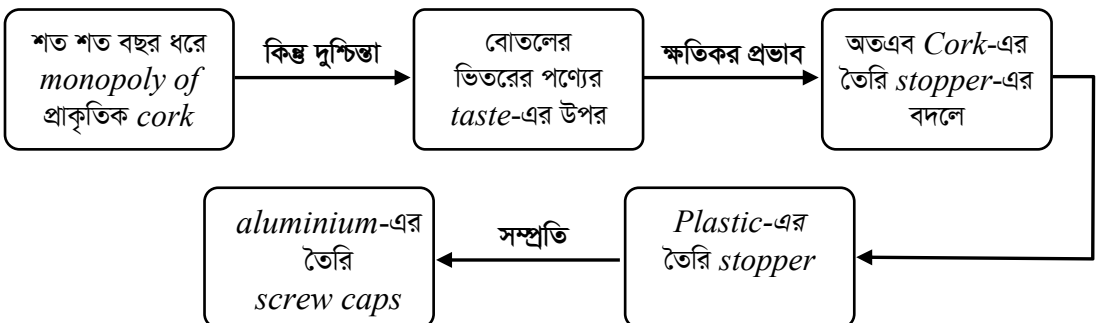 শত শত বছর ধরে
monopoly of
প্রাকৃতিক cork
কিন্তু দুশ্চিন্তা
বোতলের
ভিতরের পণ্যের
taste-এর উপর
ক্ষতিকর প্রভাব
অতএব Cork-এর
তৈরি stopper-এর
বদলে
Plastic-এর
তৈরি stopper
সম্প্রতি
aluminium-এর
তৈরি
screw caps